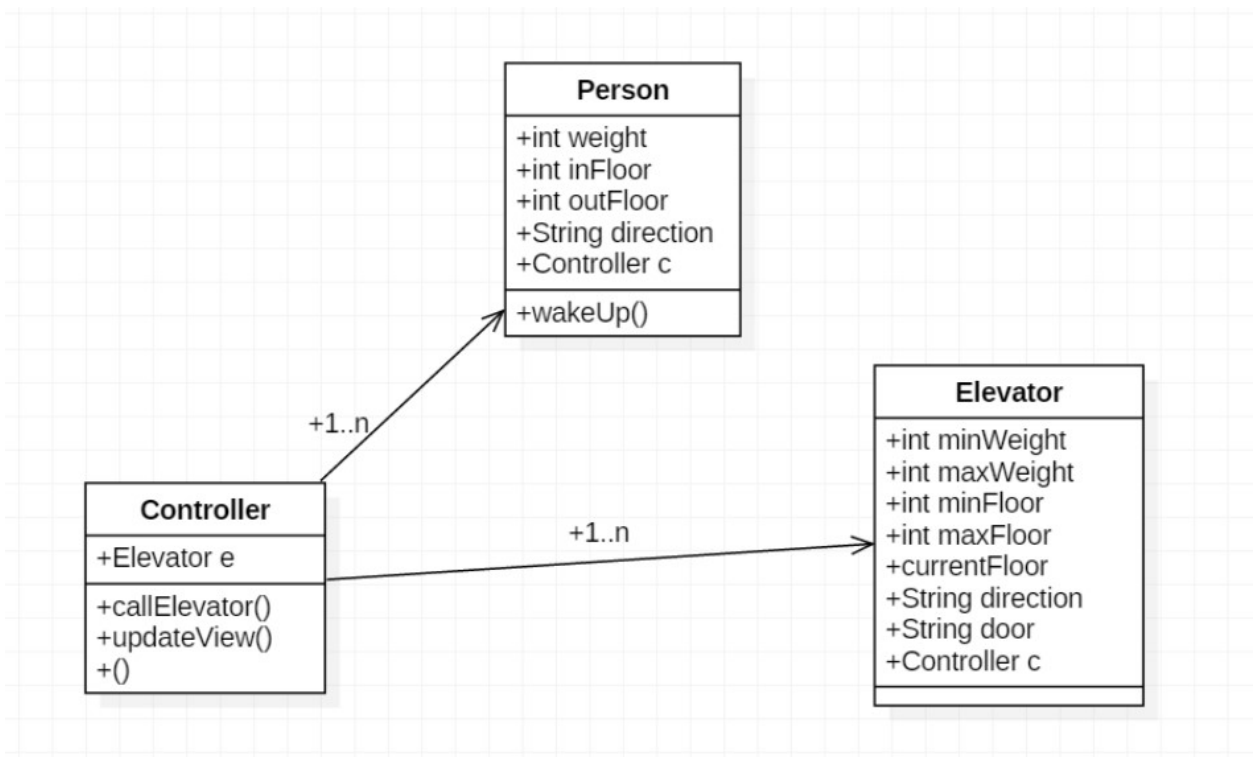 Person
+int weight
+int inFloor
+int outFloor
+String direction
+Controller c
+wakeUp()
+1..n
Controller
+Elevator e
+callElevator()
+updateView()
+()
+1..n
Elevator
+int minWeight
+int maxWeight
+int minFloor
+int maxFloor
+currentFloor
+String direction
+String door
+Controller c